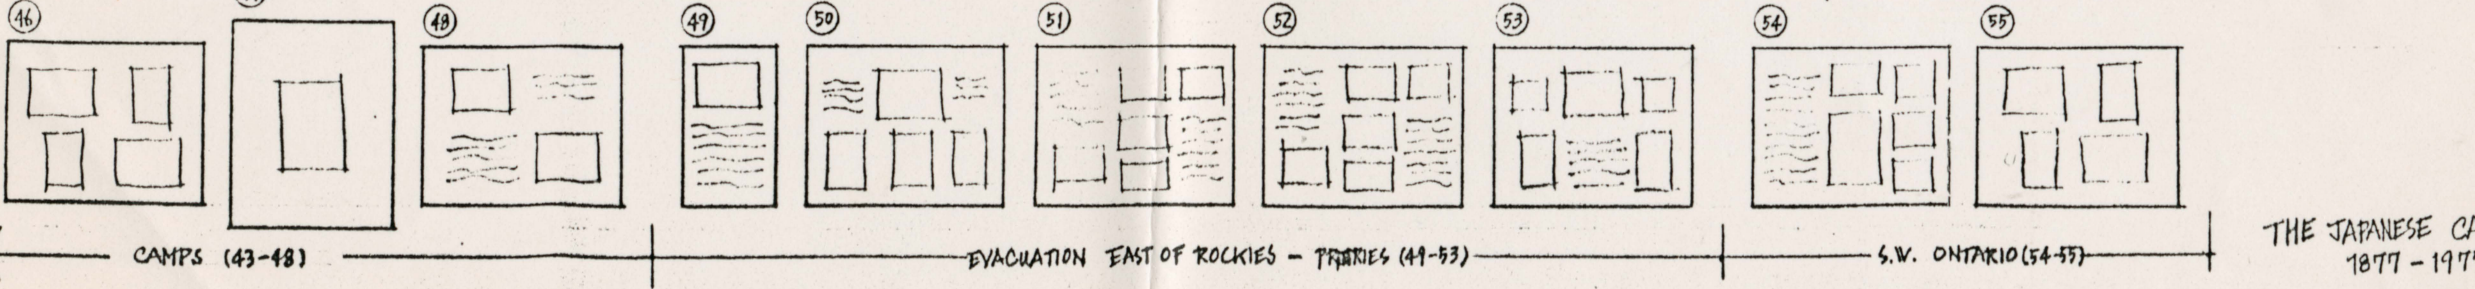 46 48 49 50 51 52 53 54 55
CAMPS (43-48) EVACUATION EAST OF ROCKIES - PRARIES (49-53) S.W. ONTARIO (54-55)
THE JAPANESE CA
1877 - 197